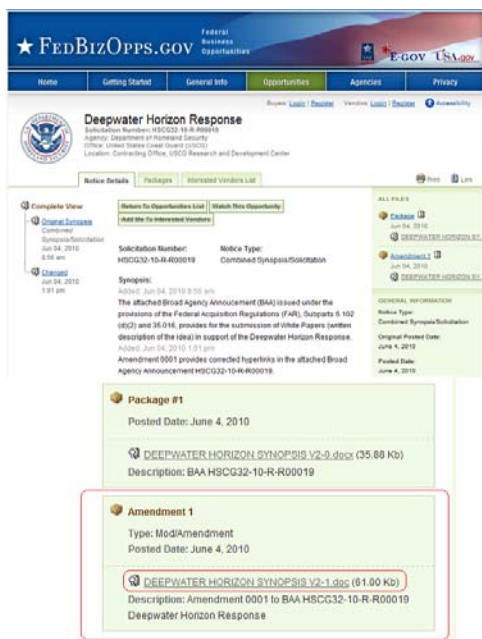 ★ FEDBIZOPPS.GOV
Federal
Business
Opportunities
E-GOV USA.gov
Home Getting Started General Info Opportunities Agencies Privacy
Buyers: Login | Register Vendors: Login | Register Accessibility
Deepwater Horizon Response
Solicitation Number: HSCG32-10-R-R00019
Agency: Department of Homeland Security
Office: United States Coast Guard (USCG)
Location: Contracting Office, USCG Research and Development Center
Notice Details Packages Interested Vendors List
Print Link
Complete View
Original Synopsis
Combined
Synopsis/Solicitation
Jun 04, 2010
8:56 am
Changed
Jun 04, 2010
1:01 pm
Return To Opportunities List Watch This Opportunity
Add Me To Interested Vendors
Solicitation Number: Notice Type:
HSCG32-10-R-R00019 Combined Synopsis/Solicitation
Synopsis:
Added: Jun 04, 2010 8:56 am
The attached Broad Agency Annoucement (BAA) issued under the
provisions of the Federal Acquisition Regulations (FAR), Subparts 6.102
(d)(2) and 35.016, provides for the submission of White Papers (written
description of the idea) in support of the Deepwater Horizon Response.
Added: Jun 04, 2010 1:01 pm
Amendment 0001 provides corrected hyperlinks in the attached Broad
Agency Announcement HSCG32-10-R-R00019.
ALL FILES
Package
Jun 04, 2010
DEEPWATER HORIZON SY...
Amendment 1
Jun 04, 2010
DEEPWATER HORIZON SY...
GENERAL INFORMATION
Notice Type:
Combined Synopsis/Solicitation
Original Posted Date:
June 4, 2010
Posted Date:
June 4, 2010
Package #1
Posted Date: June 4, 2010
DEEPWATER HORIZON SYNOPSIS V2-0.docx (35.88 Kb)
Description: BAA HSCG32-10-R-R00019
Amendment 1
Type: Mod/Amendment
Posted Date: June 4, 2010
DEEPWATER HORIZON SYNOPSIS V2-1.doc (61.00 Kb)
Description: Amendment 0001 to BAA HSCG32-10-R-R00019
Deepwater Horizon Response